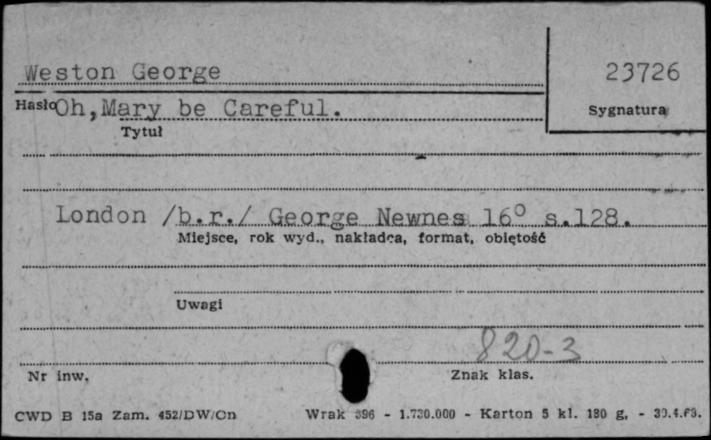 Weston George
23726
Hasło Oh,Mary be Careful.
Sygnatura
Tytuł
London /b.r./ George Newnes 16° s.128.
Miejsce, rok wyd., nakładca, format, objętość
Uwagi
820-3
Nr inw.
Znak klas.
CWD B 15a Zam. 452/DW/Cn Wrak 396 - 1.730.000 - Karton 5 kl. 180 g. - 30.4.63.